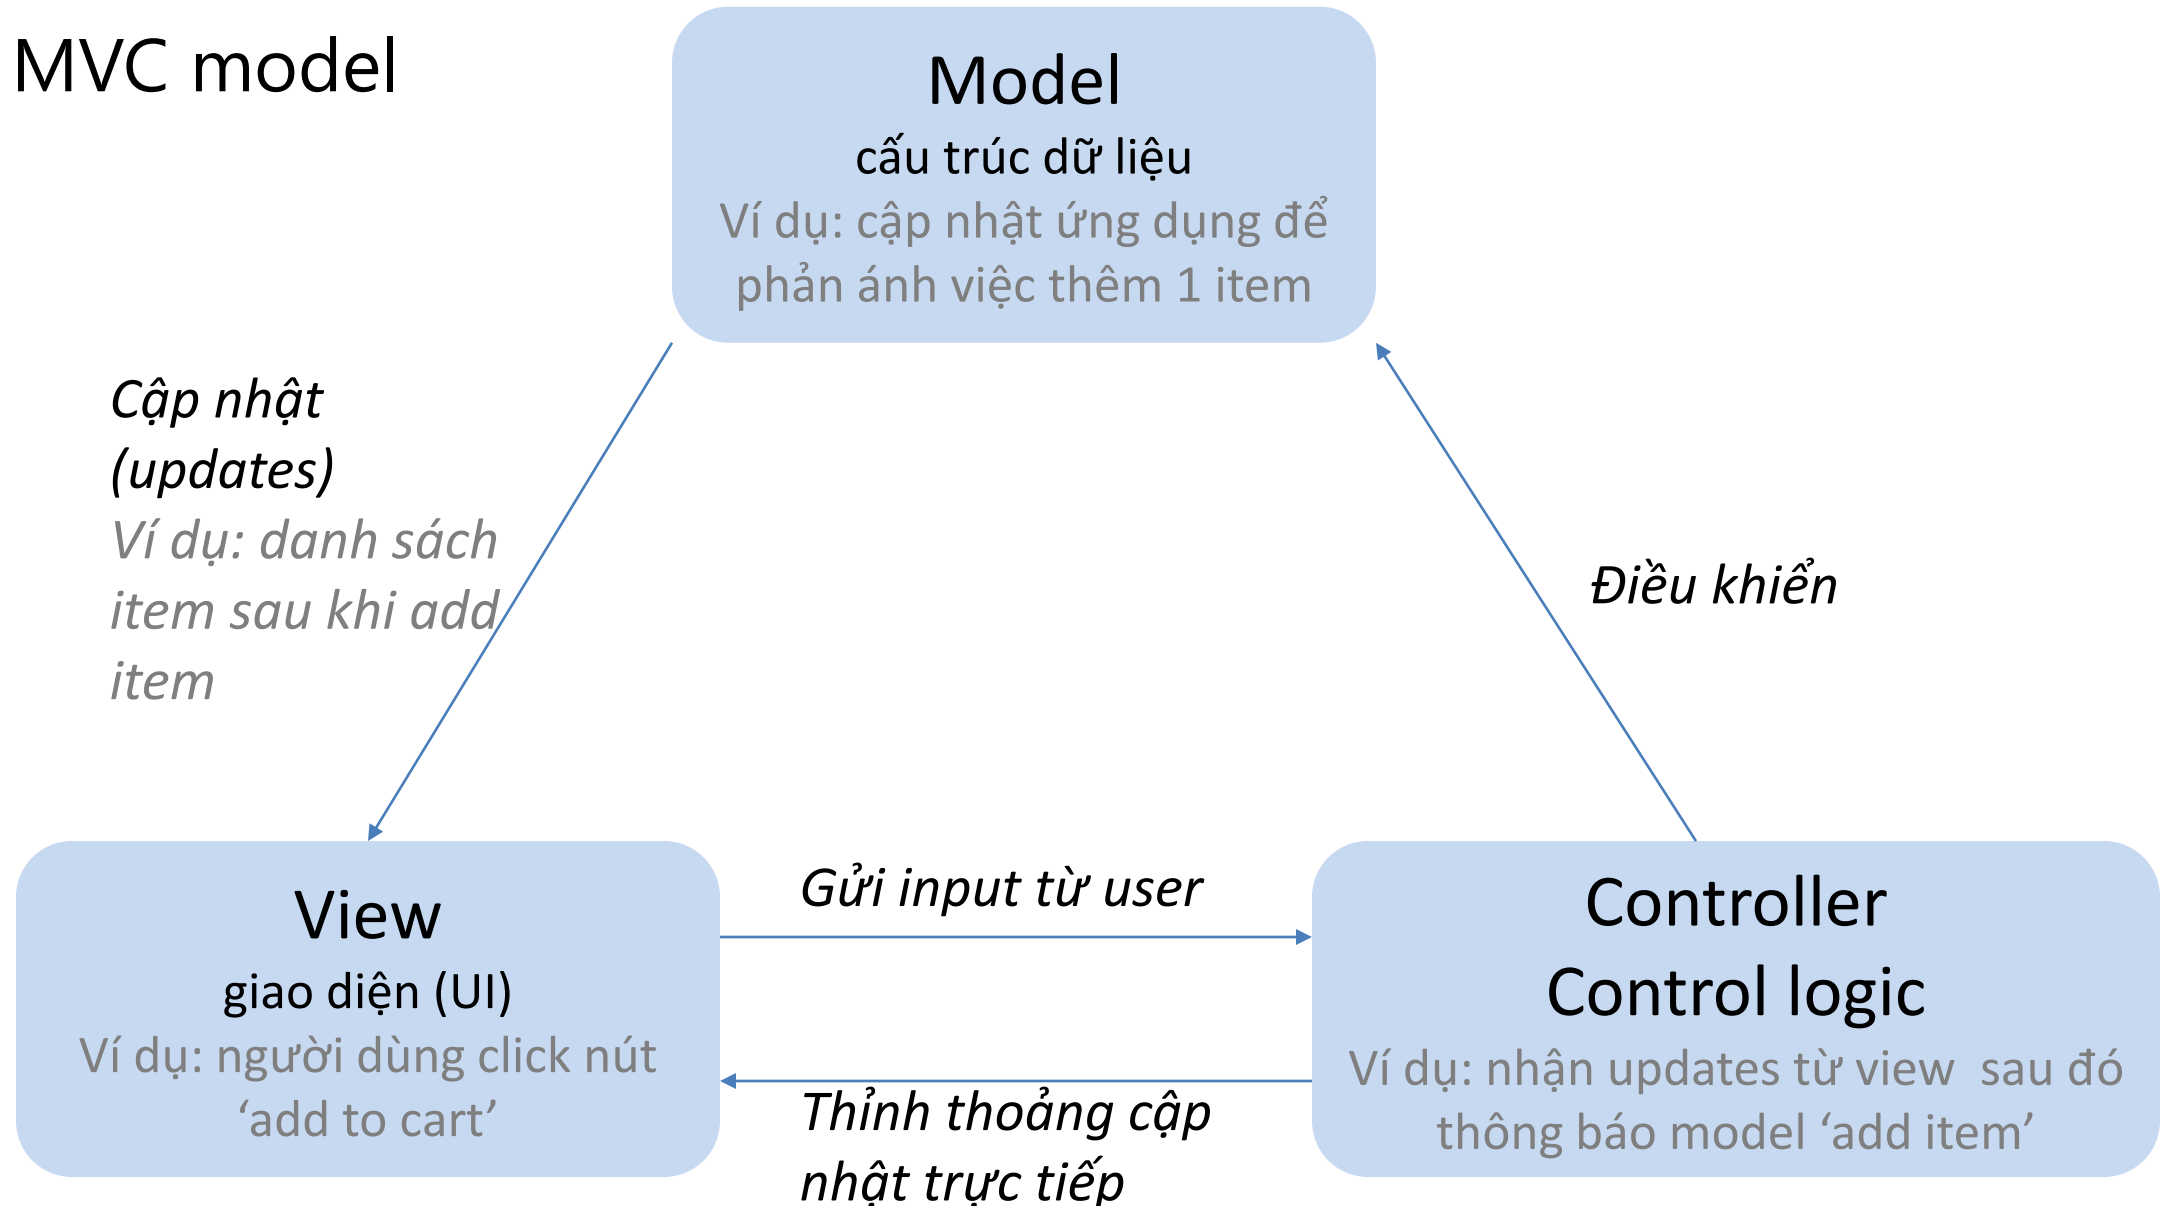 MVC model
Model
cấu trúc dữ liệu
Ví dụ: cập nhật ứng dụng để
phản ánh việc thêm 1 item
Cập nhật
(updates)
Ví dụ: danh sách
item sau khi add
item
Điều khiển
View
giao diện (UI)
Ví dụ: người dùng click nút
‘add to cart’
Gửi input từ user
Thỉnh thoảng cập
nhật trực tiếp
Controller
Control logic
Ví dụ: nhận updates từ view  sau đó
thông báo model ‘add item’